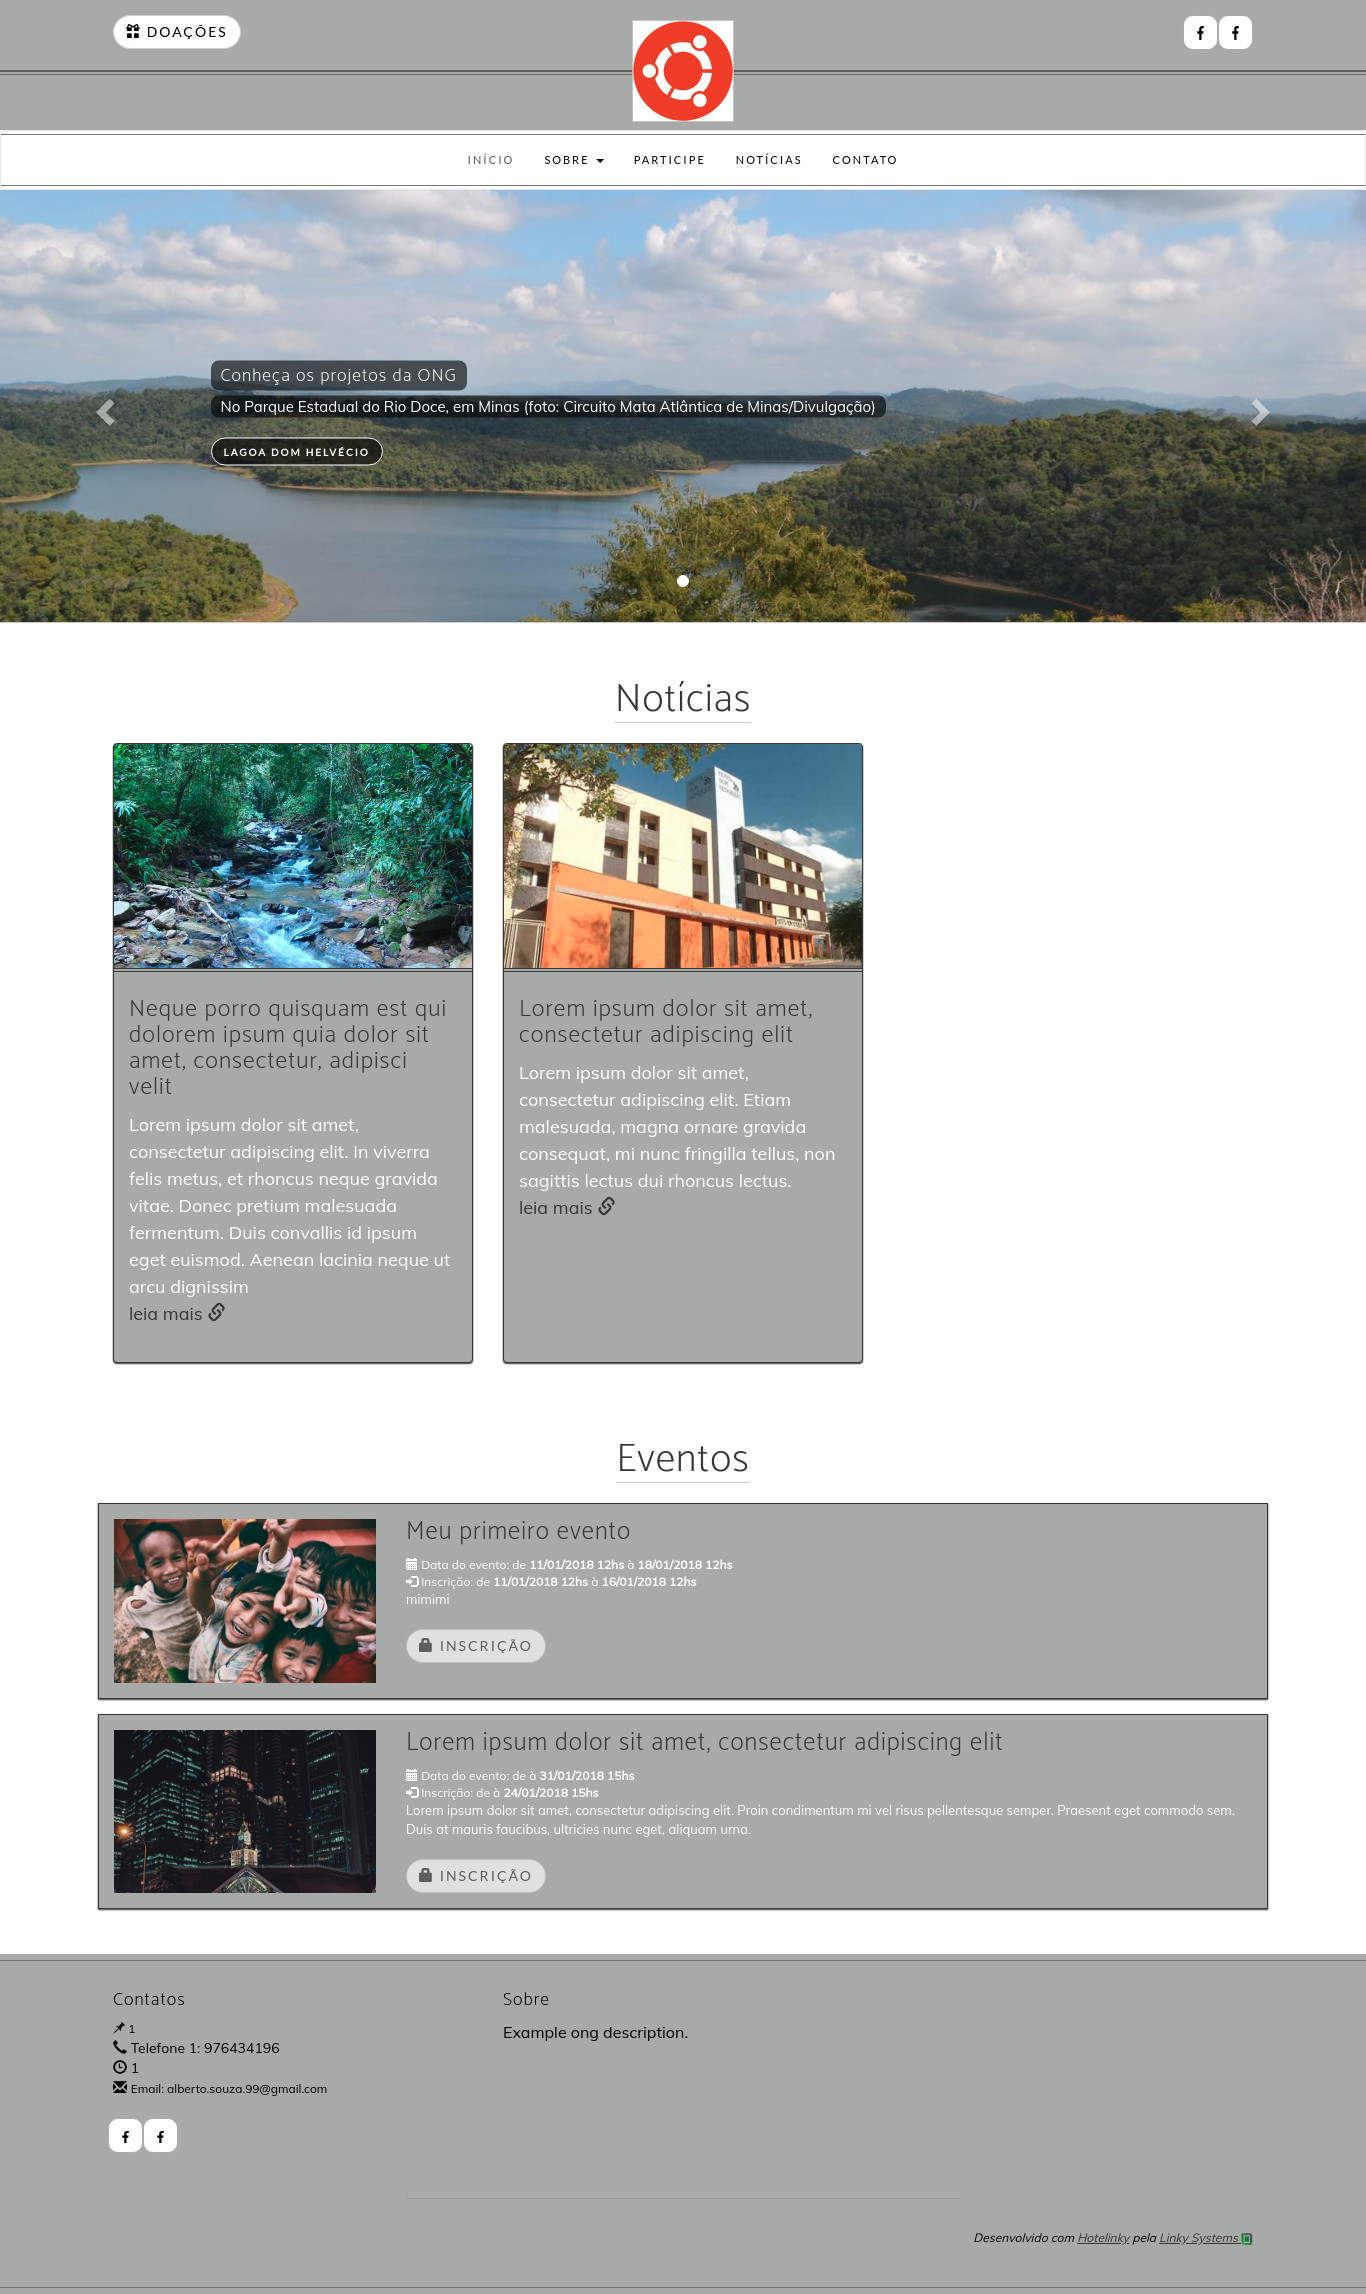 DOAÇÕES
INÍCIO SOBRE PARTICIPE NOTÍCIAS CONTATO
Conheça os projetos da ONG
No Parque Estadual do Rio Doce, em Minas (foto: Circuito Mata Atlântica de Minas/Divulgação)
LAGOA DOM HELVÉCIO
Notícias
Neque porro quisquam est qui
dolorem ipsum quia dolor sit
amet, consectetur, adipisci
velit
Lorem ipsum dolor sit amet,
consectetur adipiscing elit. In viverra
felis metus, et rhoncus neque gravida
vitae. Donec pretium malesuada
fermentum. Duis convallis id ipsum
eget euismod. Aenean lacinia neque ut
arcu dignissim
leia mais
Lorem ipsum dolor sit amet,
consectetur adipiscing elit
Lorem ipsum dolor sit amet,
consectetur adipiscing elit. Etiam
malesuada, magna ornare gravida
consequat, mi nunc fringilla tellus, non
sagittis lectus dui rhoncus lectus.
leia mais
Eventos
Meu primeiro evento
Data do evento: de 11/01/2018 12hs à 18/01/2018 12hs
Inscrição: de 11/01/2018 12hs à 16/01/2018 12hs
mimimi
INSCRIÇÃO
Lorem ipsum dolor sit amet, consectetur adipiscing elit
Data do evento: de à 31/01/2018 15hs
Inscrição: de à 24/01/2018 15hs
Lorem ipsum dolor sit amet, consectetur adipiscing elit. Proin condimentum mi vel risus pellentesque semper. Praesent eget commodo sem.
Duis at mauris faucibus, ultricies nunc eget, aliquam urna.
INSCRIÇÃO
Contatos
1
Telefone 1: 976434196
1
Email: alberto.souza.99@gmail.com
Sobre
Example ong description.
Desenvolvido com Hotelinky pela Linky Systems